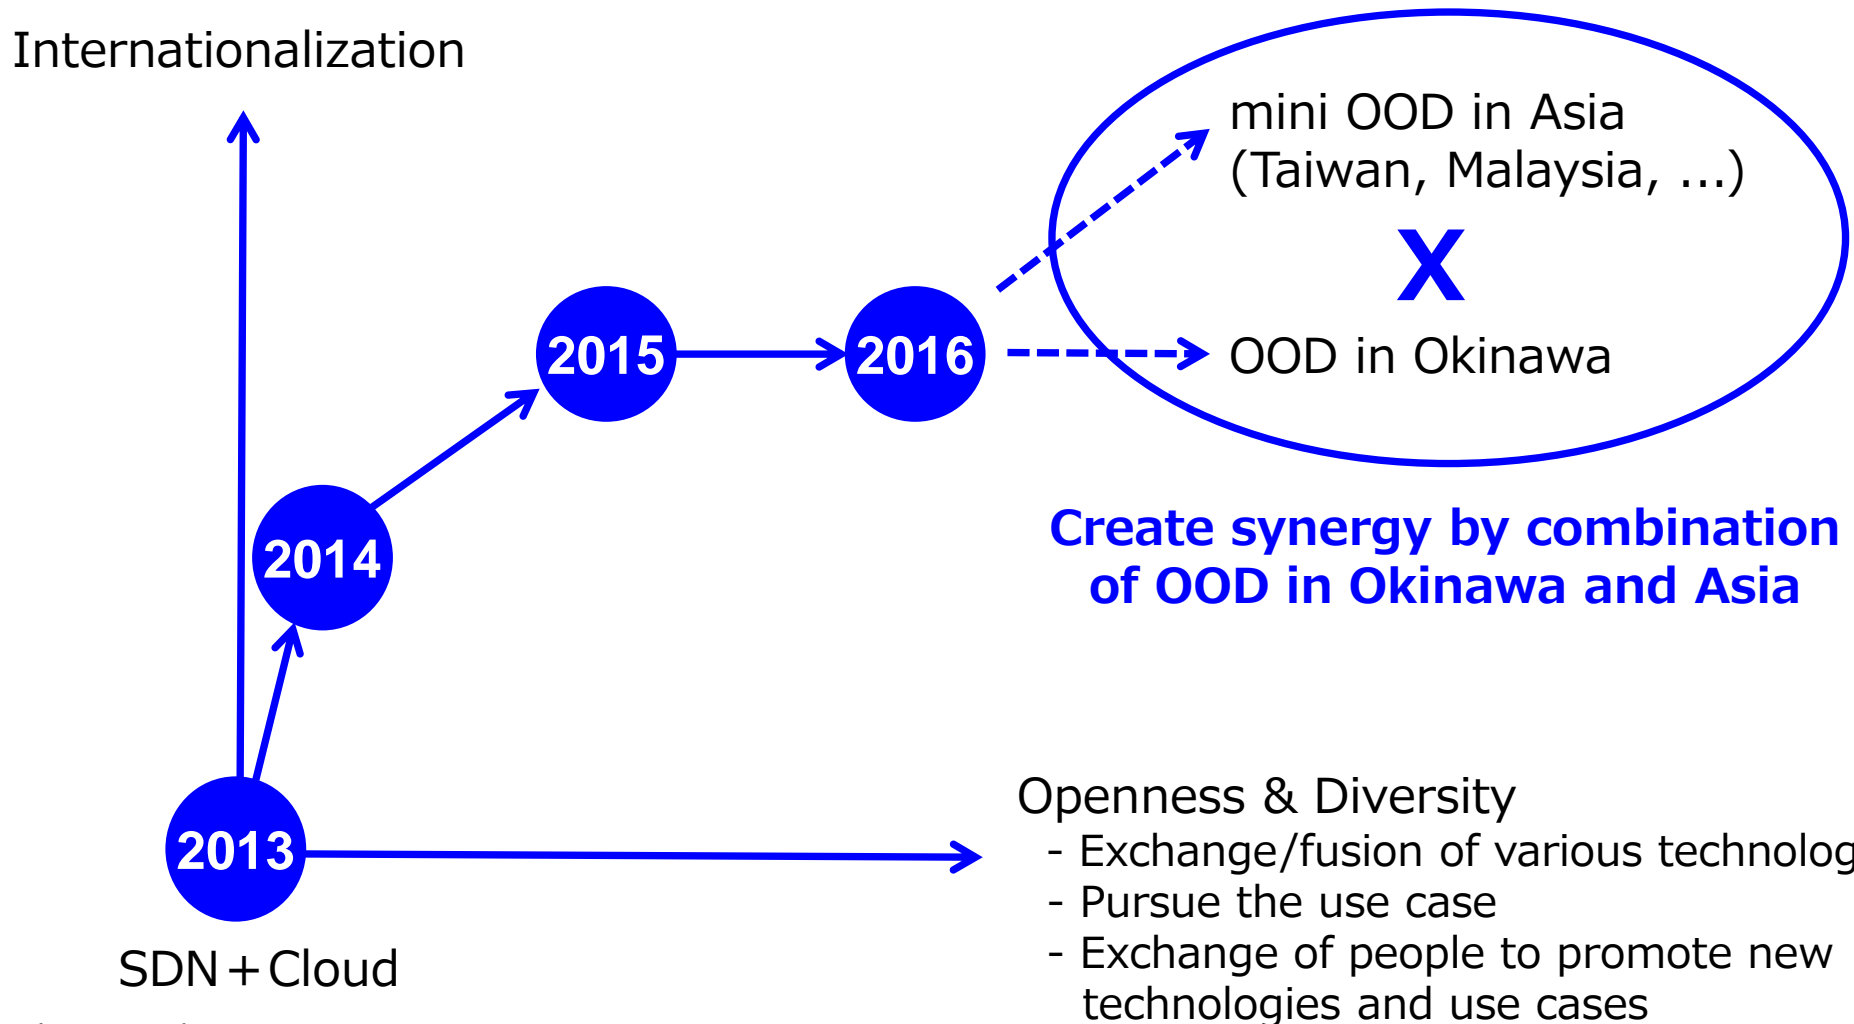 Internationalization
mini OOD in Asia
(Taiwan, Malaysia, ...)
X
OOD in Okinawa
2015
2016
2014
Create synergy by combination
of OOD in Okinawa and Asia
2013
SDN+Cloud
Openness & Diversity
- Exchange/fusion of various technolog
- Pursue the use case
- Exchange of people to promote new
technologies and use cases